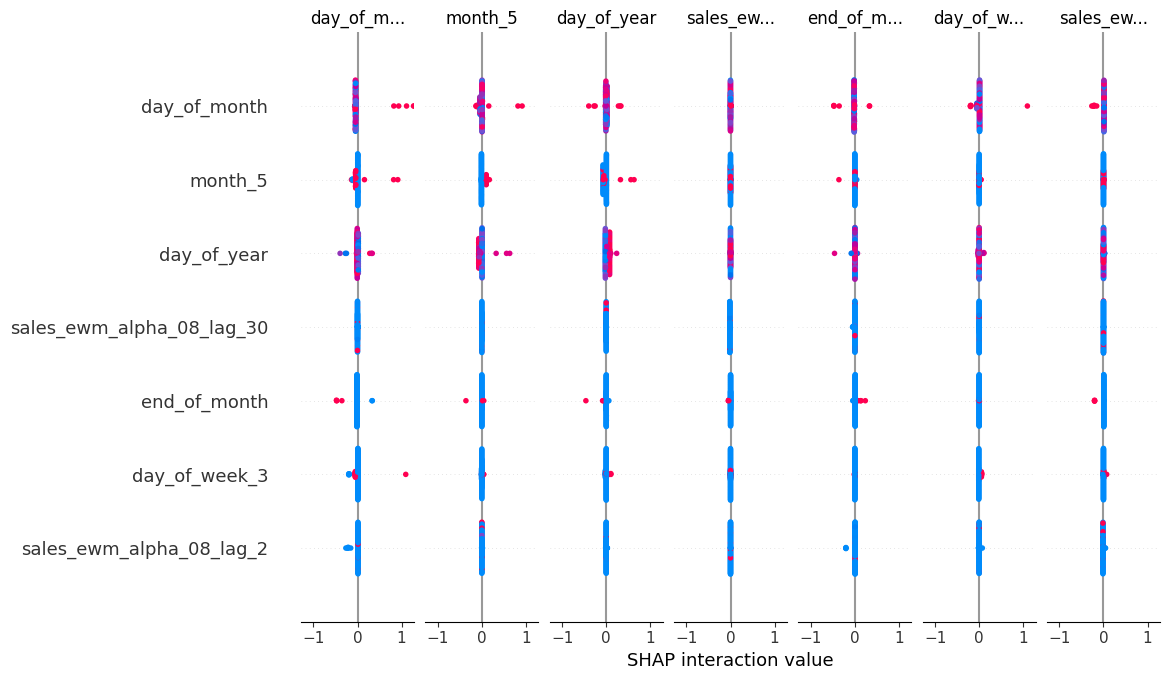 day_of_m... month_5 day_of_year sales_ew... end_of_m... day_of_w... sales_ew...
day_of_month
month_5
day_of_year
sales_ewm_alpha_08_lag_30
end_of_month
day_of_week_3
sales_ewm_alpha_08_lag_2
−1 0 1 −1 0 1 −1 0 1 −1 0 1 −1 0 1 −1 0 1 −1 0 1
SHAP interaction value